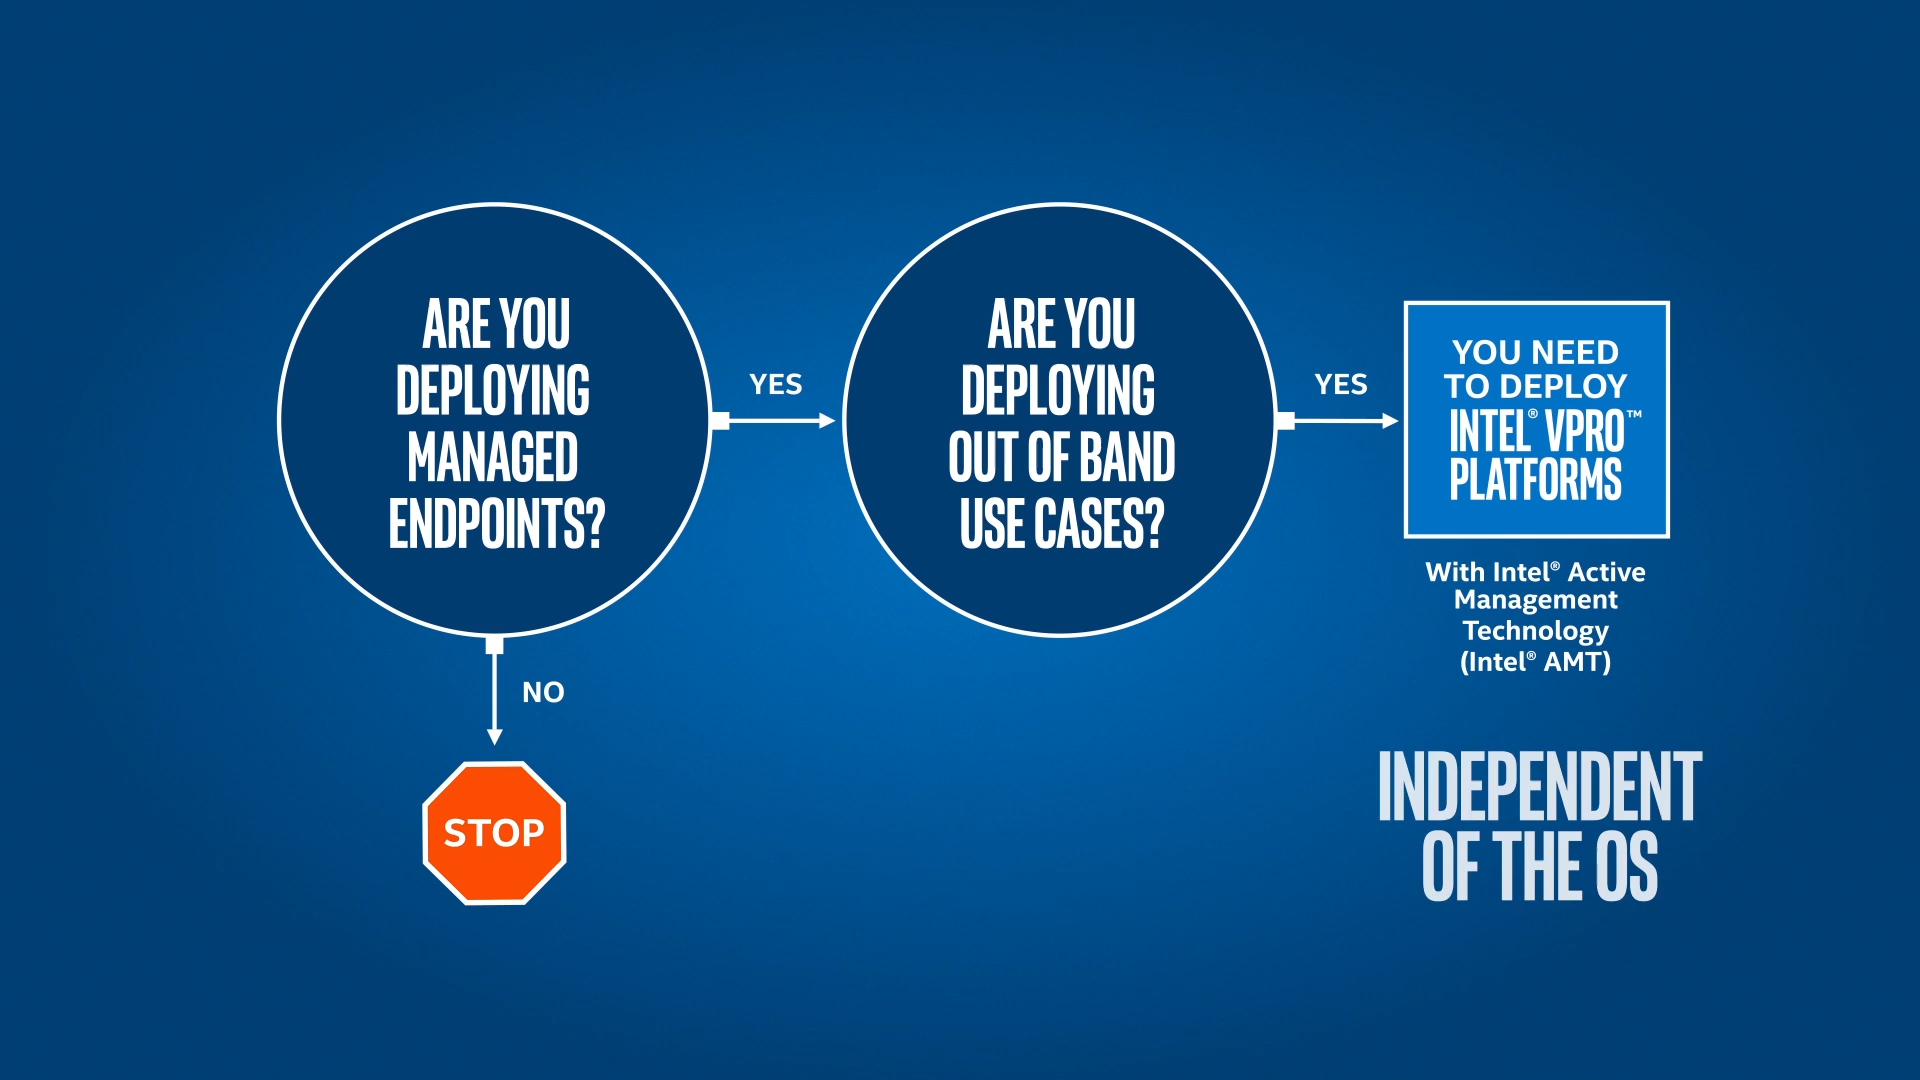 ARE YOU
DEPLOYING
MANAGED
ENDPOINTS?
YES
NO
STOP
ARE YOU
DEPLOYING
OUT OF BAND
USE CASES?
YES
YOU NEED
TO DEPLOY
INTEL® VPRO™
PLATFORMS
With Intel® Active
Management
Technology
(Intel® AMT)
INDEPENDENT
OF THE OS